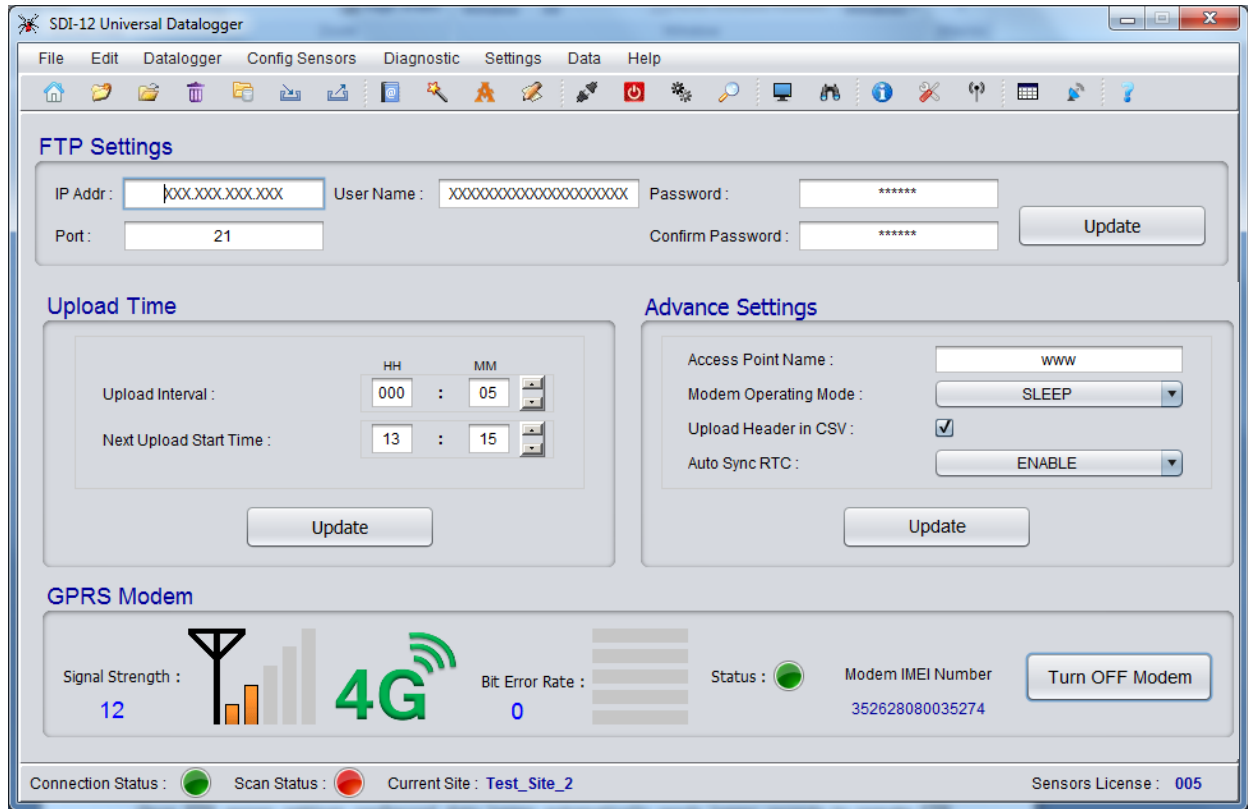 SDI-12 Universal Datalogger
File Edit Datalogger Config Sensors Diagnostic Settings Data Help
FTP Settings
IP Addr : XXX.XXX.XXX.XXX User Name : XXXXXXXXXXXXXXXXXXXX Password : ******
Port : 21 Confirm Password : ******
Update
Upload Time
HH MM
Upload Interval : 000 : 05
Next Upload Start Time : 13 : 15
Update
Advance Settings
Access Point Name : www
Modem Operating Mode : SLEEP
Upload Header in CSV :
Auto Sync RTC : ENABLE
Update
GPRS Modem
Signal Strength :
12
4G
Bit Error Rate :
0
Status :
Modem IMEI Number
352628080035274
Turn OFF Modem
Connection Status : Scan Status : Current Site : Test_Site_2 Sensors License : 005